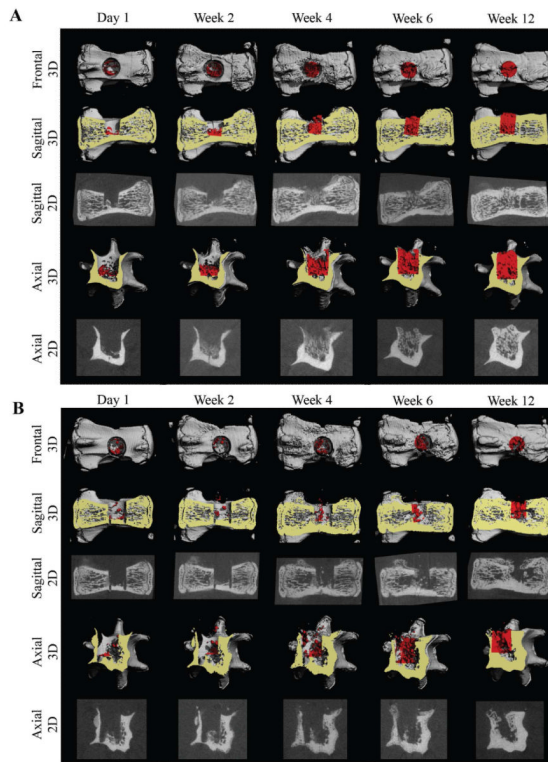 A
Day 1 Week 2 Week 4 Week 6 Week 12
Frontal
3D
Sagittal
3D
Sagittal
2D
Axial
3D
Axial
2D
B
Day 1 Week 2 Week 4 Week 6 Week 12
Frontal
3D
Sagittal
3D
Sagittal
2D
Axial
3D
Axial
2D